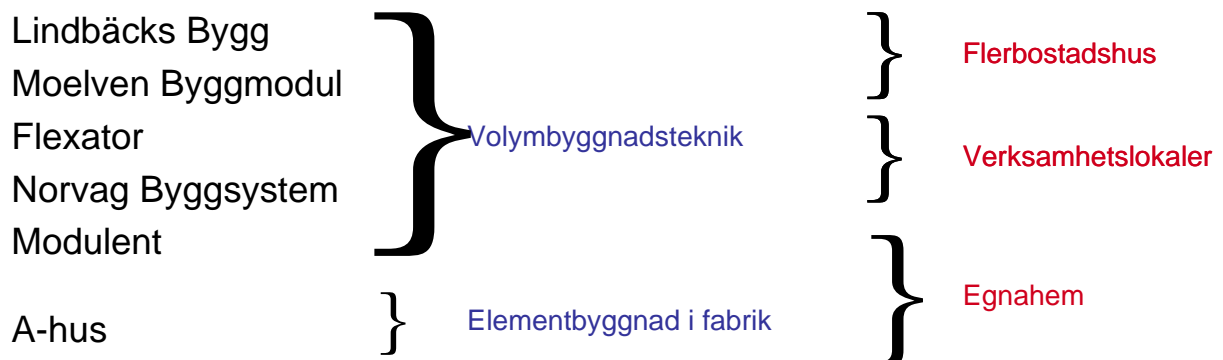 Lindbäcks Bygg
Moelven Byggmodul
Flexator
Norvag Byggsystem
Modulent
A-hus
Volymbyggnadsteknik
Elementbyggnad i fabrik
Flerbostadshus
Verksamhetslokaler
Egnahem